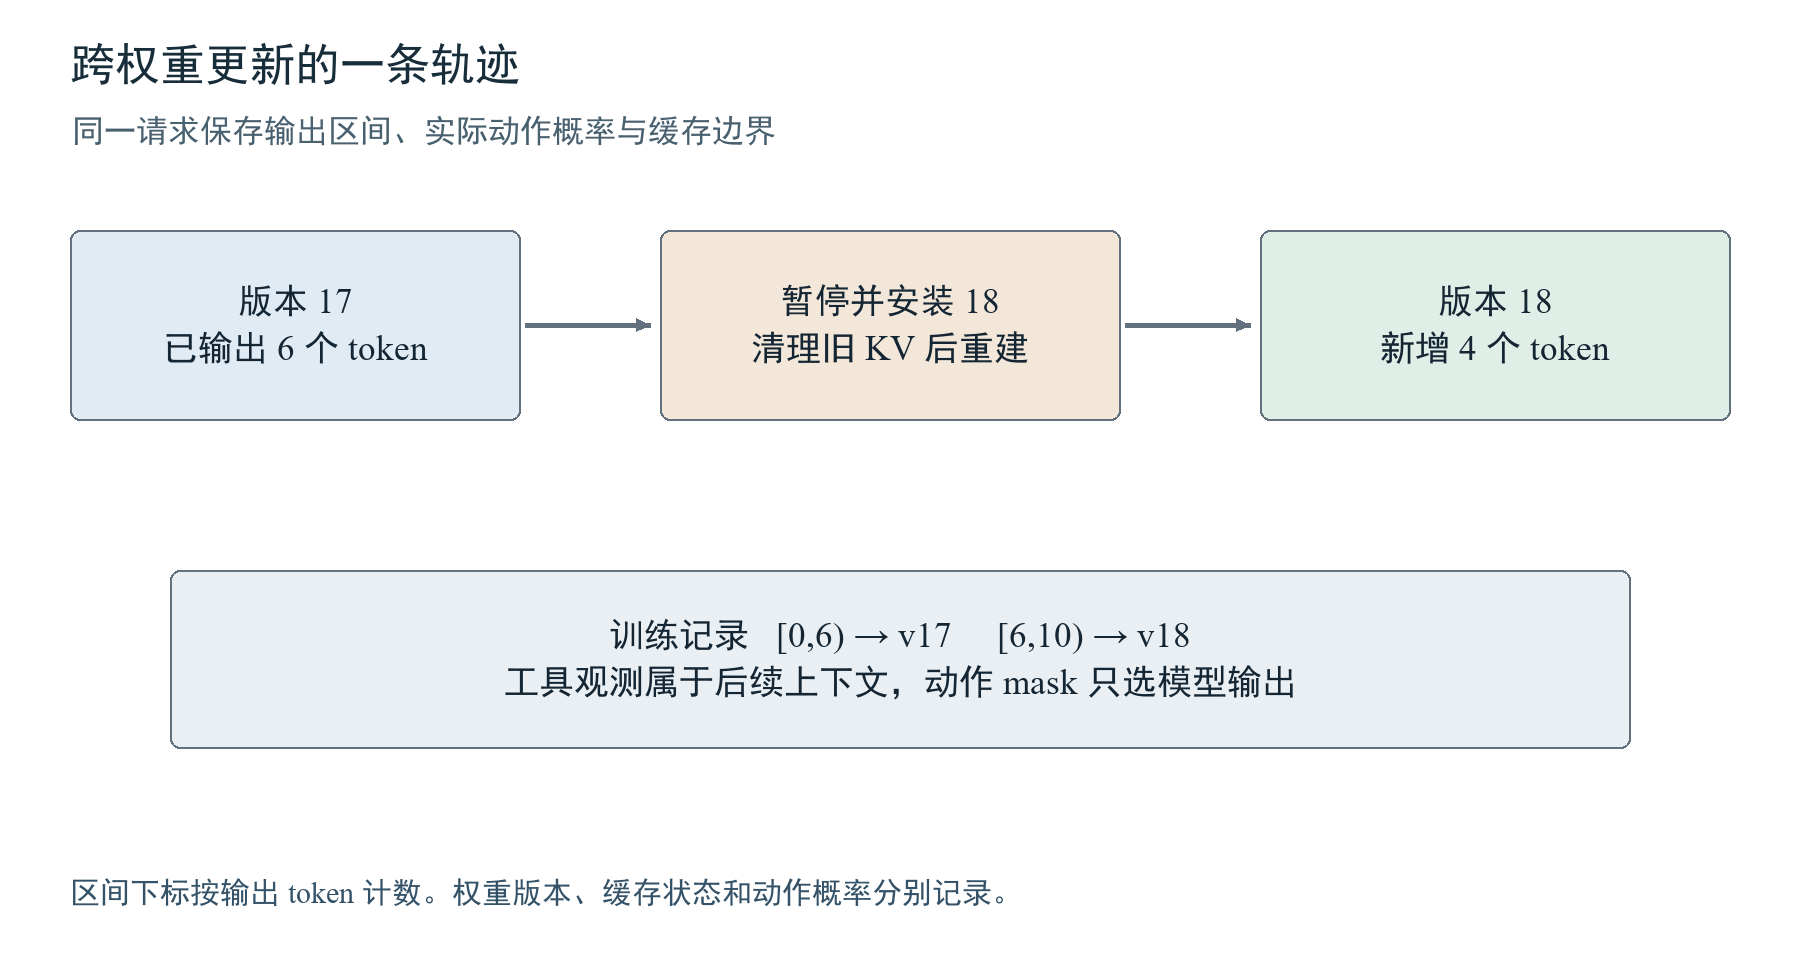 跨权重更新的一条轨迹
同一请求保存输出区间、实际动作概率与缓存边界
版本 17
已输出 6 个 token
暂停并安装 18
清理旧 KV 后重建
版本 18
新增 4 个 token
训练记录 [0,6) → v17 [6,10) → v18
工具观测属于后续上下文，动作 mask 只选模型输出
区间下标按输出 token 计数。权重版本、缓存状态和动作概率分别记录。